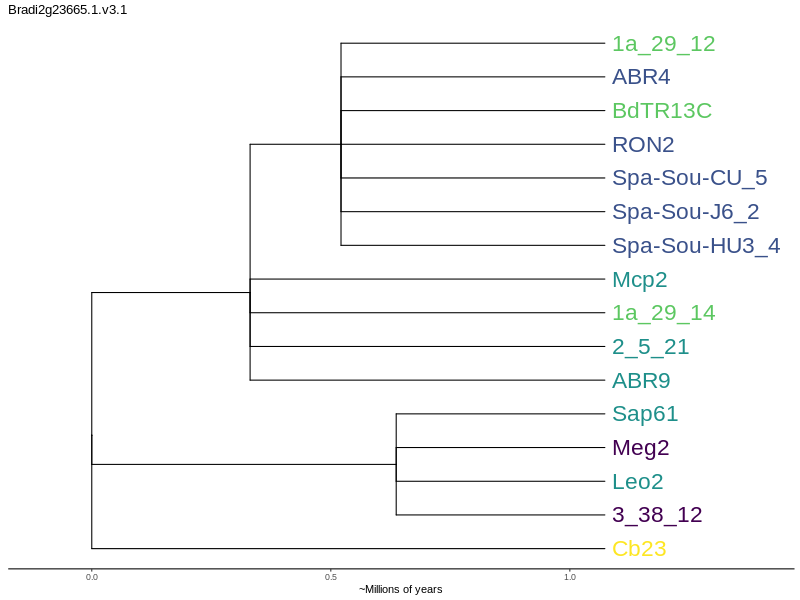 Bradi2g23665.1.v3.1
1a_29_12
ABR4
BdTR13C
RON2
Spa-Sou-CU_5
Spa-Sou-J6_2
Spa-Sou-HU3_4
Mcp2
1a_29_14
2_5_21
ABR9
Sap61
Meg2
Leo2
3_38_12
Cb23
0.0 0.5 1.0
~Millions of years